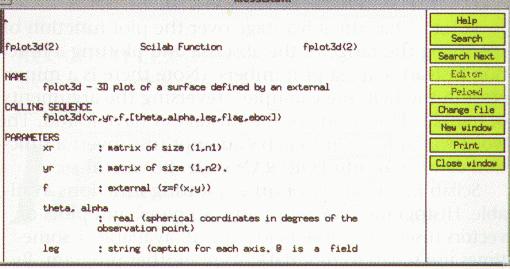 fplot3d(2) Scilab Function fplot3d(2)
NAME
fplot3d - 3D plot of a surface defined by an external
CALLING SEQUENCE
fplot3d(xr,yr,f,[theta,alpha,leg,flag,ebox])
PARAMETERS
xr : matrix of size (1,n1)
yr : matrix of size (1,n2).
f : external (z=f(x,y))
theta, alpha
: real (spherical coordinates in degrees of the
observation point)
leg : string (caption for each axis. @ is a field
Help
Search
Search Next
Editor
Reload
Change file
New window
Print
Close window